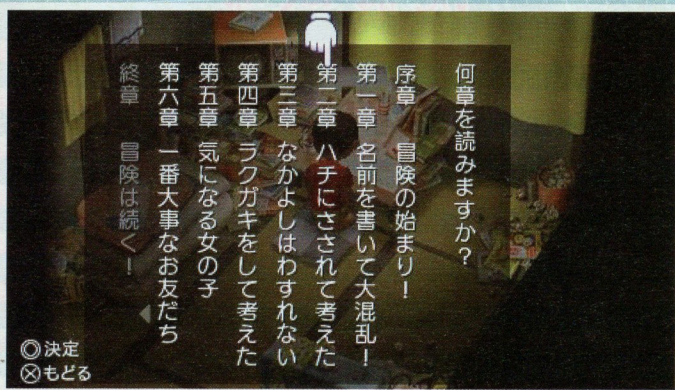 何章を読みますか？
序章　冒険の始まり！
第一章　名前を書いて大混乱！
第二章　ハチにさされて考えた
第三章　なかよしはわすれない
第四章　ラクガキをして考えた
第五章　気になる女の子
第六章　一番大事なお友だち
終章　冒険は続く！
◎決定
⊗もどる